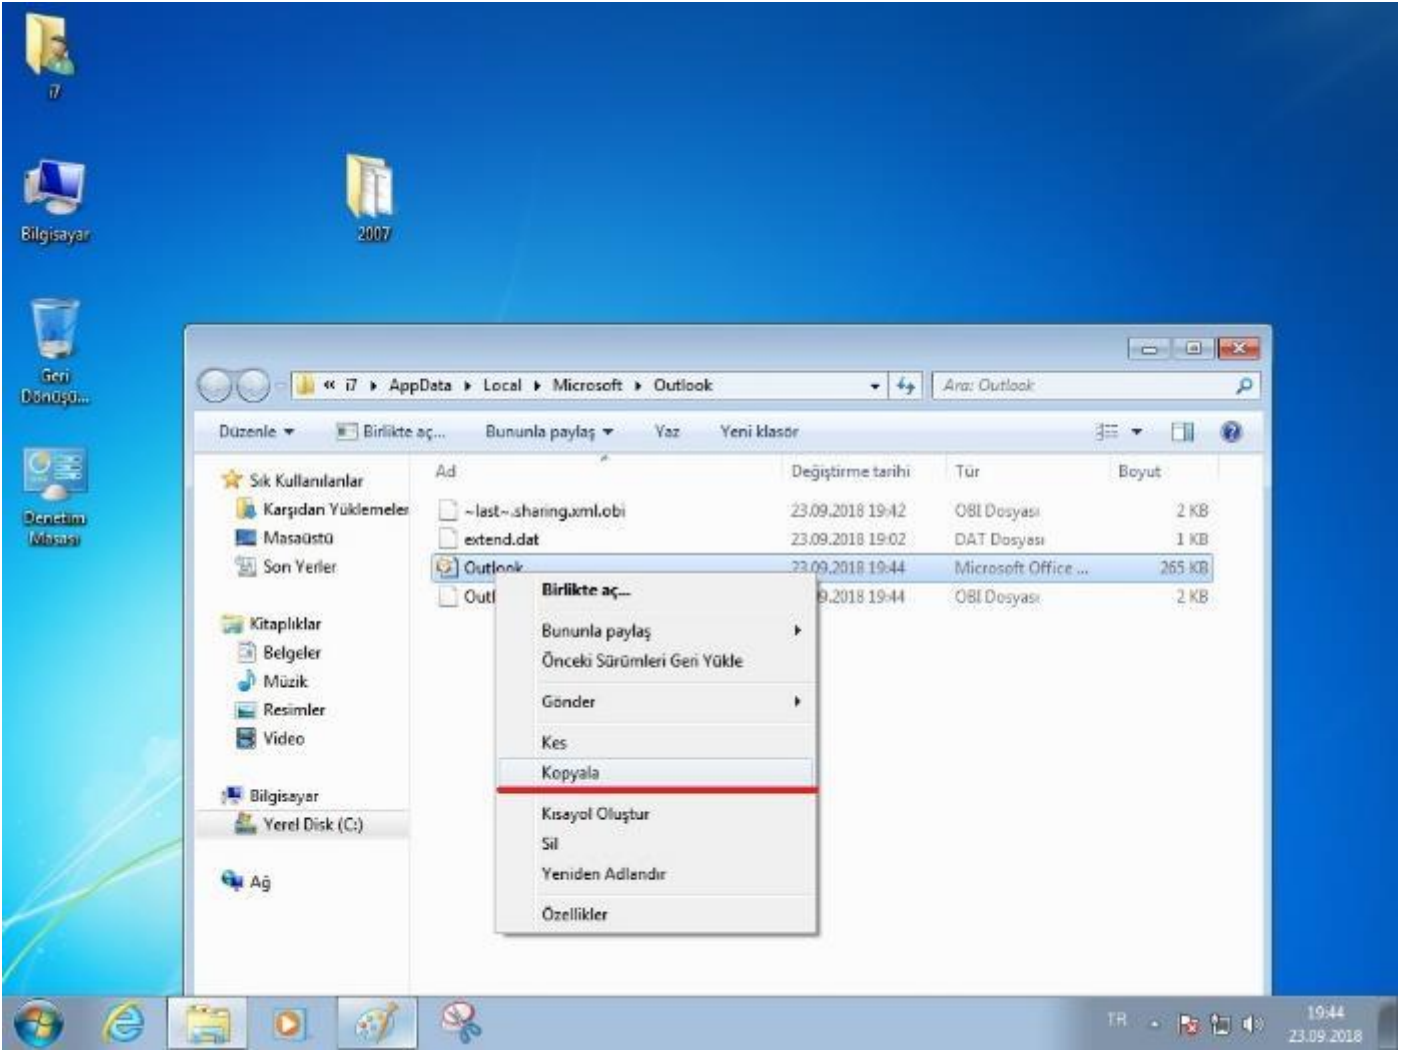 i7
Bilgisayar
2007
Geri
Dönüşü...
Denetim
Masası
« i7 ▸ AppData ▸ Local ▸ Microsoft ▸ Outlook
Ara: Outlook
Düzenle
Birlikte aç...
Bununla paylaş
Yaz
Yeni klasör
Sık Kullanılanlar
Karşıdan Yüklemeler
Masaüstü
Son Yerler
Kitaplıklar
Belgeler
Müzik
Resimler
Video
Bilgisayar
Yerel Disk (C:)
Ağ
Ad Değiştirme tarihi Tür Boyut
~last~.sharing.xml.obi 23.09.2018 19:42 OBI Dosyası 2 KB
extend.dat 23.09.2018 19:02 DAT Dosyası 1 KB
Outlook 23.09.2018 19:44 Microsoft Office ... 265 KB
Outl 9.2018 19:44 OBI Dosyası 2 KB
Birlikte aç...
Bununla paylaş
Önceki Sürümleri Geri Yükle
Gönder
Kes
Kopyala
Kısayol Oluştur
Sil
Yeniden Adlandır
Özellikler
TR
19:44
23.09.2018